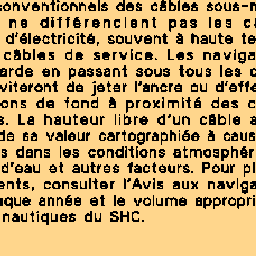 conventionnels des câbles sous-m
ne différencient pas les c
d'électricité, souvent à haute te
câbles de service. Les naviga
arde en passant sous tous les c
viteront de jeter l'ancre ou d'effe
ons de fond à proximité des c
s. La hauteur libre d'un câble a
de sa valeur cartographiée à caus
s dans les conditions atmosphér
d'eau et autres facteurs. Pour pl
ents, consulter l'Avis aux naviga
que année et le volume appropri
nautiques du SHC.